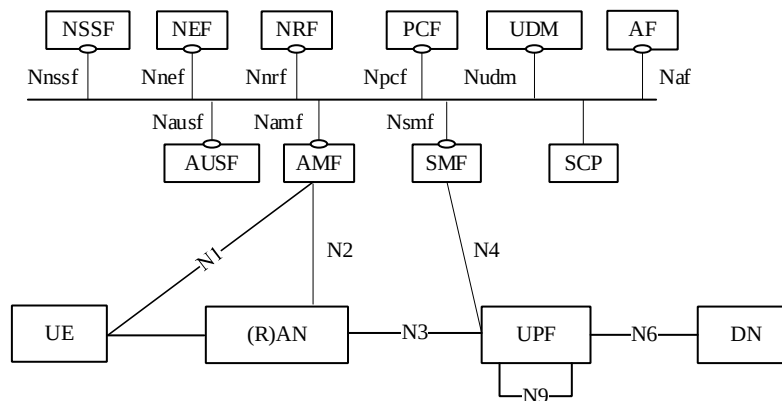 NSSF NEF NRF PCF UDM AF
Nnssf Nnef Nnrf Npcf Nudm Naf
Nausf Namf Nsmf
AUSF AMF SMF SCP
N1 N2 N4
UE (R)AN N3 UPF N6 DN
N9